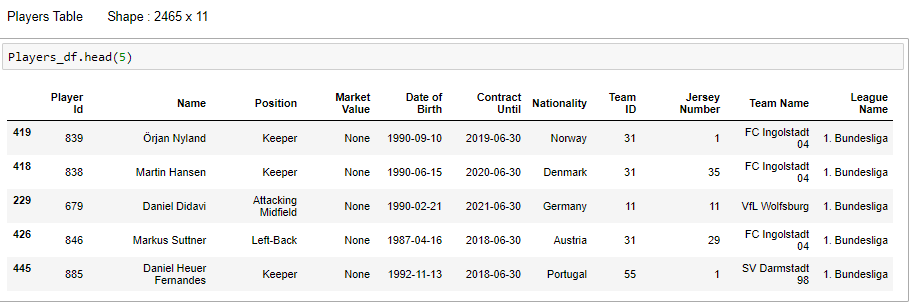 Players Table Shape : 2465 x 11
Players_df.head(5)
Player Id Name Position Market Value Date of Birth Contract Until Nationality Team ID Jersey Number Team Name League Name
419 839 Örjan Nyland Keeper None 1990-09-10 2019-06-30 Norway 31 1 FC Ingolstadt 04 1. Bundesliga
418 838 Martin Hansen Keeper None 1990-06-15 2020-06-30 Denmark 31 35 FC Ingolstadt 04 1. Bundesliga
229 679 Daniel Didavi Attacking Midfield None 1990-02-21 2021-06-30 Germany 11 11 VfL Wolfsburg 1. Bundesliga
426 846 Markus Suttner Left-Back None 1987-04-16 2018-06-30 Austria 31 29 FC Ingolstadt 04 1. Bundesliga
445 885 Daniel Heuer Fernandes Keeper None 1992-11-13 2018-06-30 Portugal 55 1 SV Darmstadt 98 1. Bundesliga